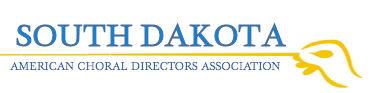 SOUTH DAKOTA
AMERICAN CHORAL DIRECTORS ASSOCIATION